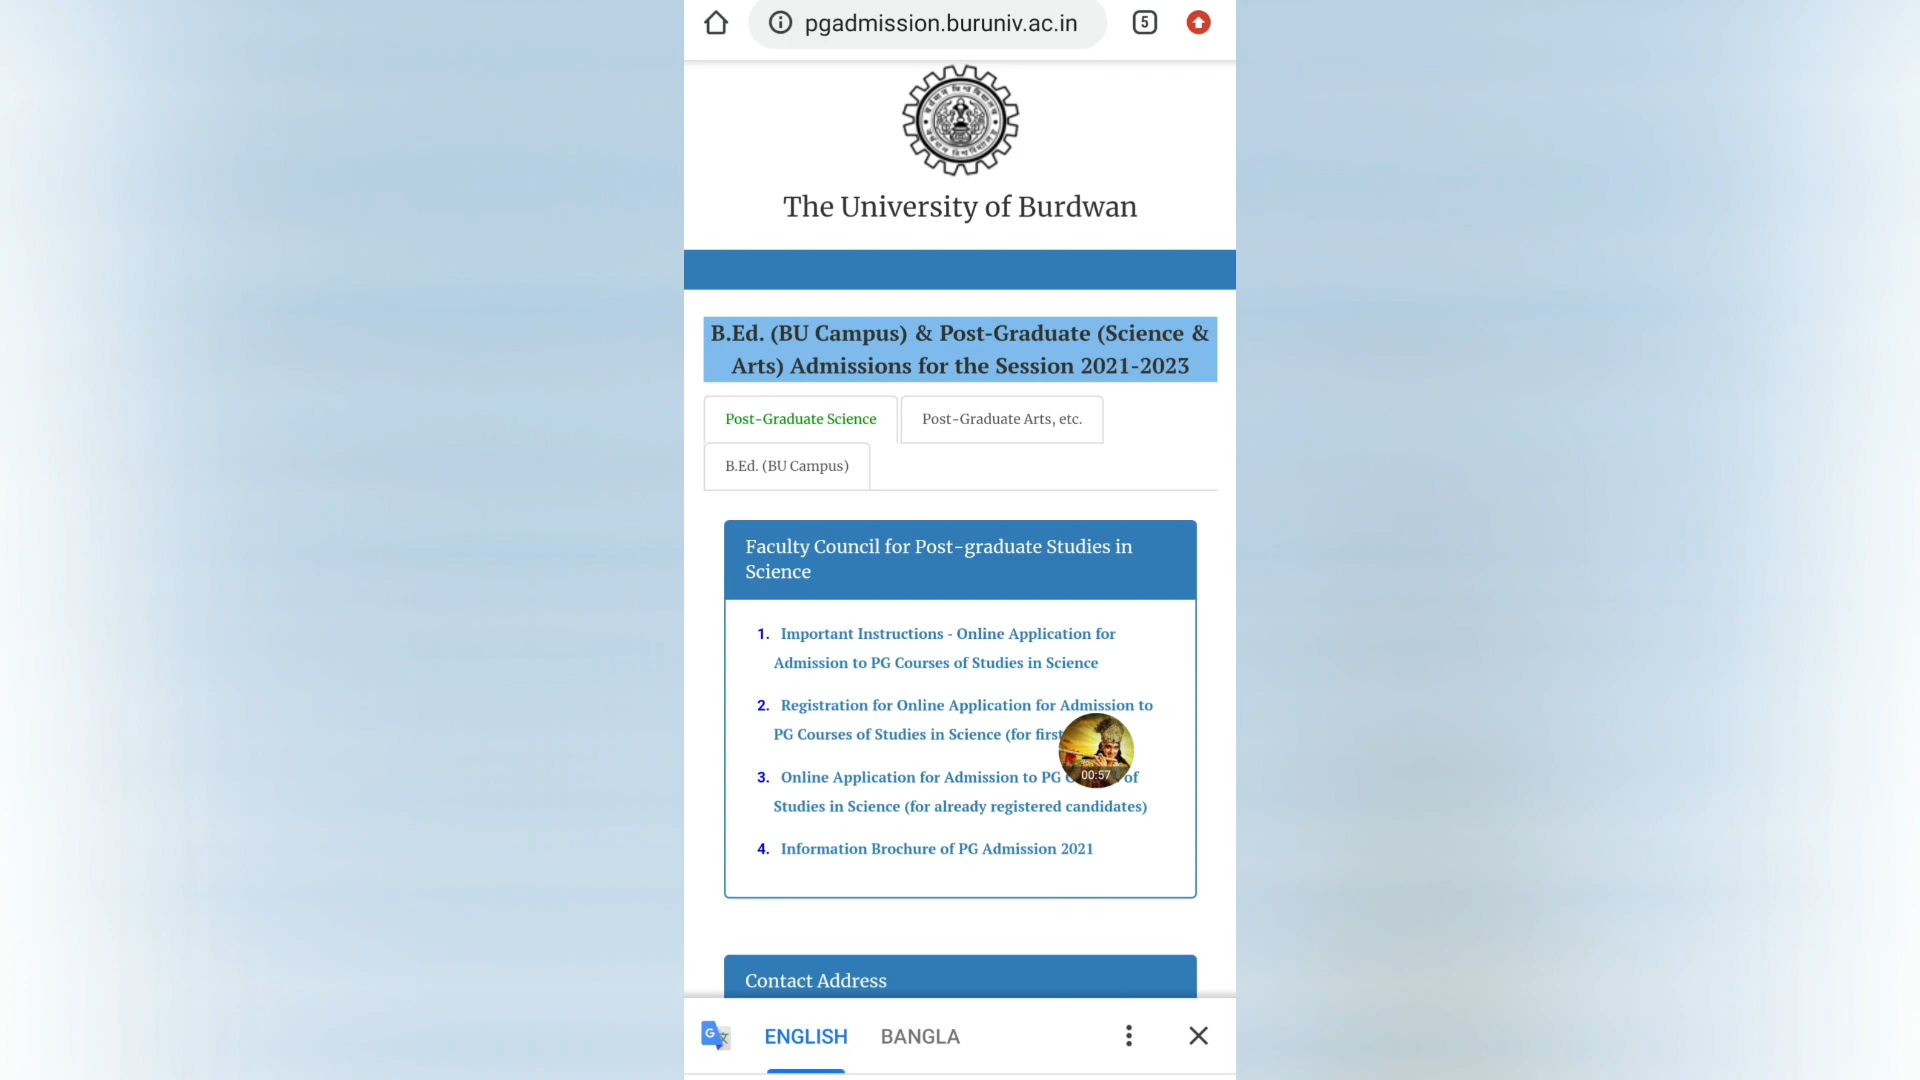 pgadmission.buruniv.ac.in
5
The University of Burdwan
B.Ed. (BU Campus) & Post-Graduate (Science &
Arts) Admissions for the Session 2021-2023
Post-Graduate Science
Post-Graduate Arts, etc.
B.Ed. (BU Campus)
Faculty Council for Post-graduate Studies in
Science
1. Important Instructions - Online Application for
Admission to PG Courses of Studies in Science
2. Registration for Online Application for Admission to
PG Courses of Studies in Science (for first
3. Online Application for Admission to PG of
Studies in Science (for already registered candidates)
00:57
4. Information Brochure of PG Admission 2021
Contact Address
ENGLISH
BANGLA